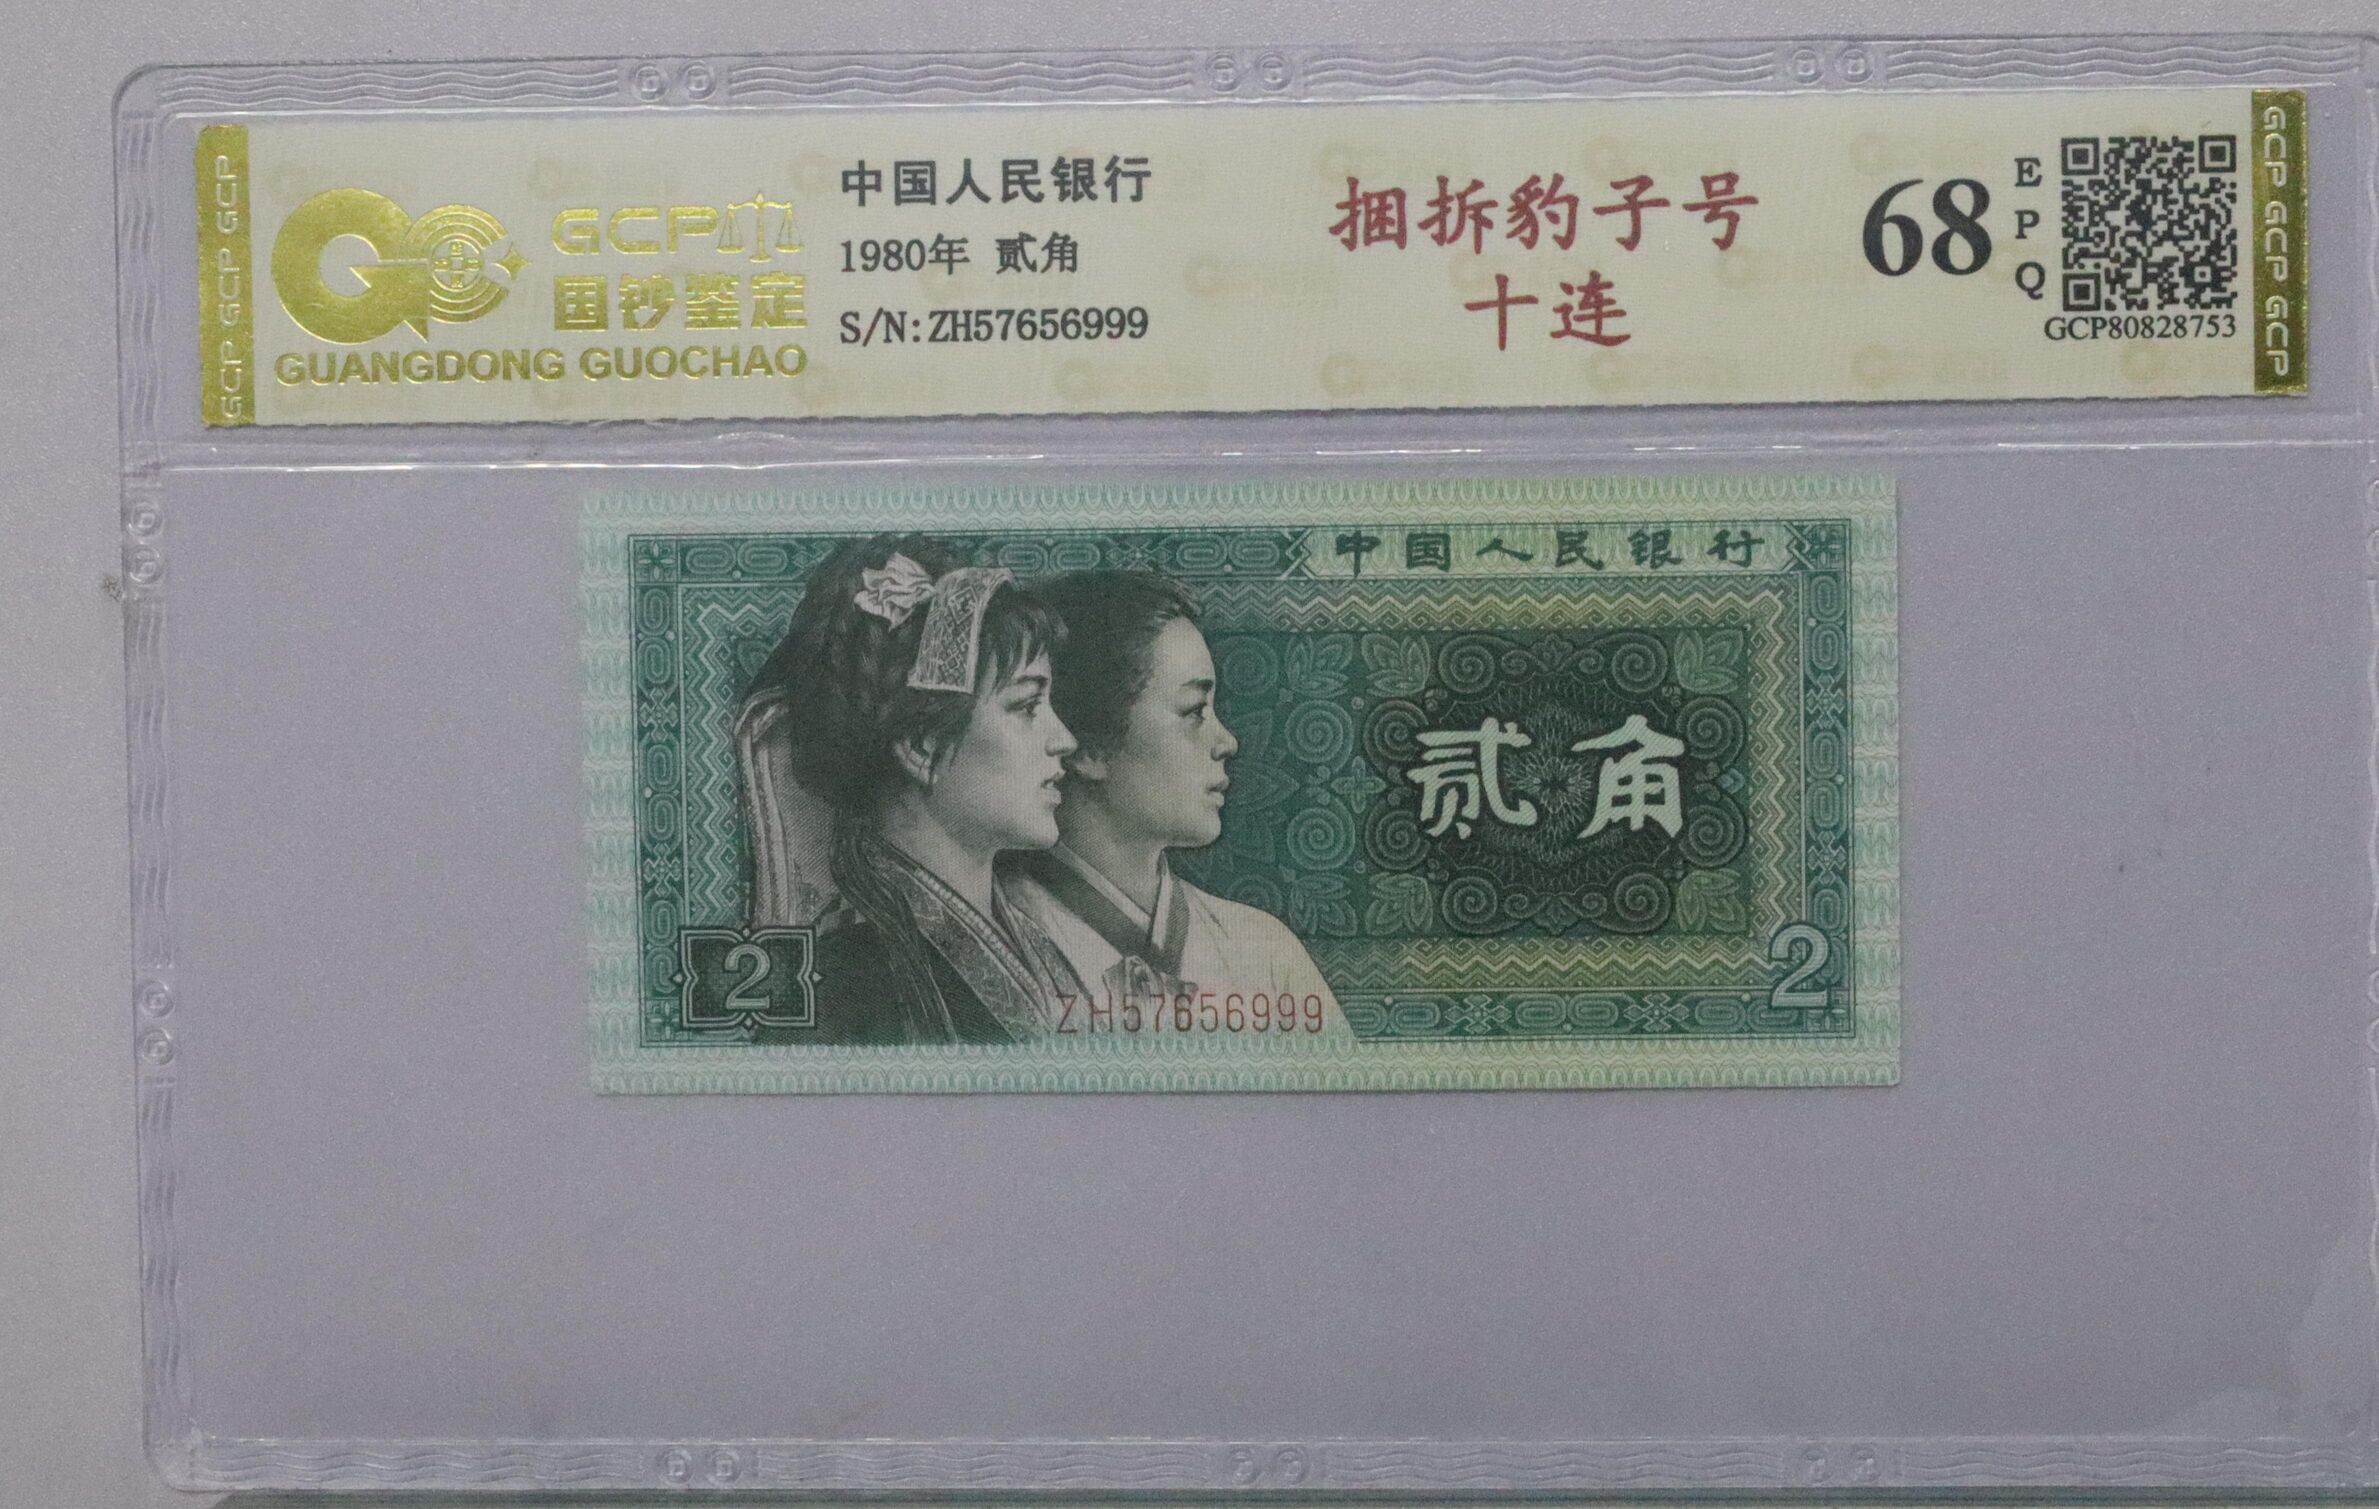 GCP GCP GCP
GCP
国钞鉴定
GUANGDONG GUOCHAO
中国人民银行
1980年 贰角
S/N:ZH57656999
捆拆豹子号
十连
68
EPQ
GCP80828753
GCP GCP GCP
中国人民银行
贰角
2
ZH57656999
2